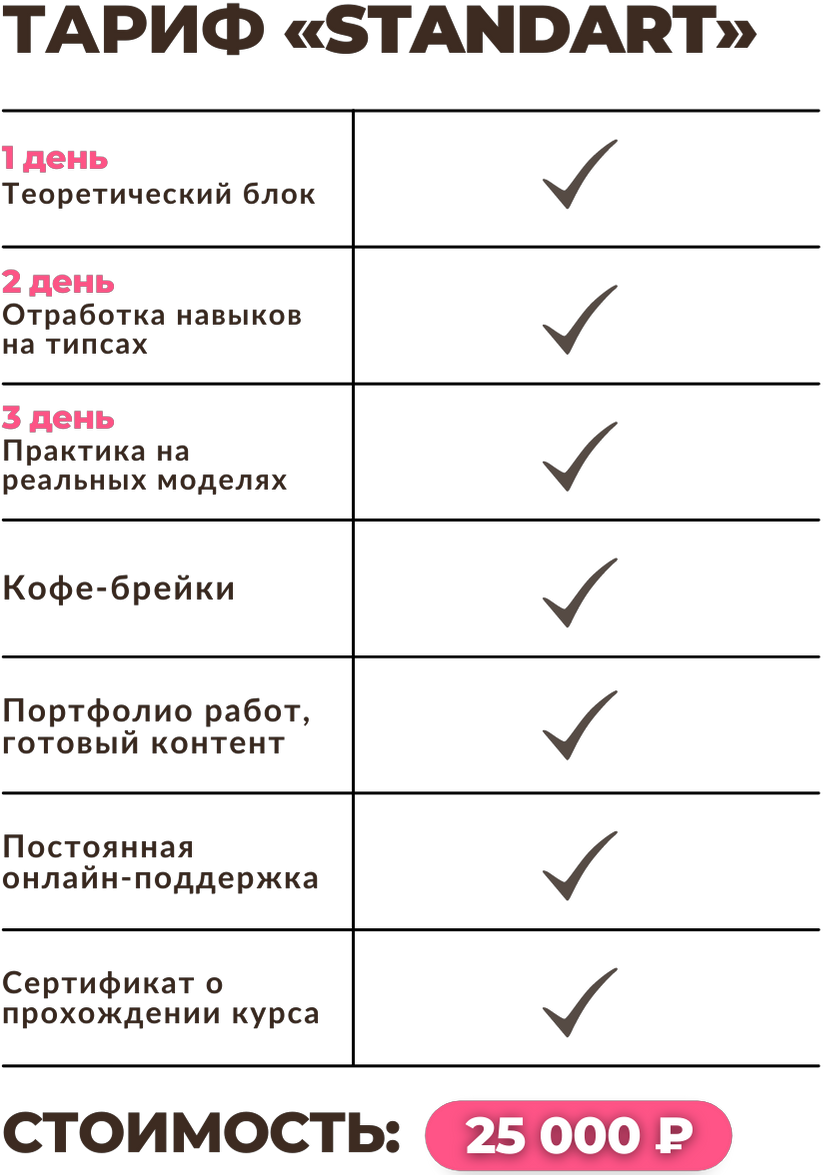 ТАРИФ «STANDART»
1 день
Теоретический блок
2 день
Отработка навыков
на типсах
3 день
Практика на
реальных моделях
Кофе-брейки
Портфолио работ,
готовый контент
Постоянная
онлайн-поддержка
Сертификат о
прохождении курса
СТОИМОСТЬ: 25 000 ₽